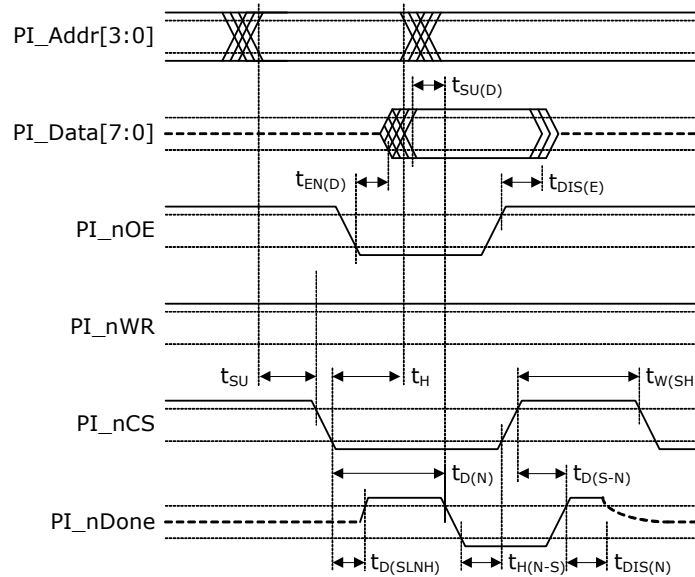 PI_Addr[3:0]
tSU(D)
PI_Data[7:0]
tEN(D)
tDIS(E)
PI_nOE
PI_nWR
tSU
tH
tW(SH
PI_nCS
tD(N)
tD(S-N)
PI_nDone
tD(SLNH)
tH(N-S)
tDIS(N)